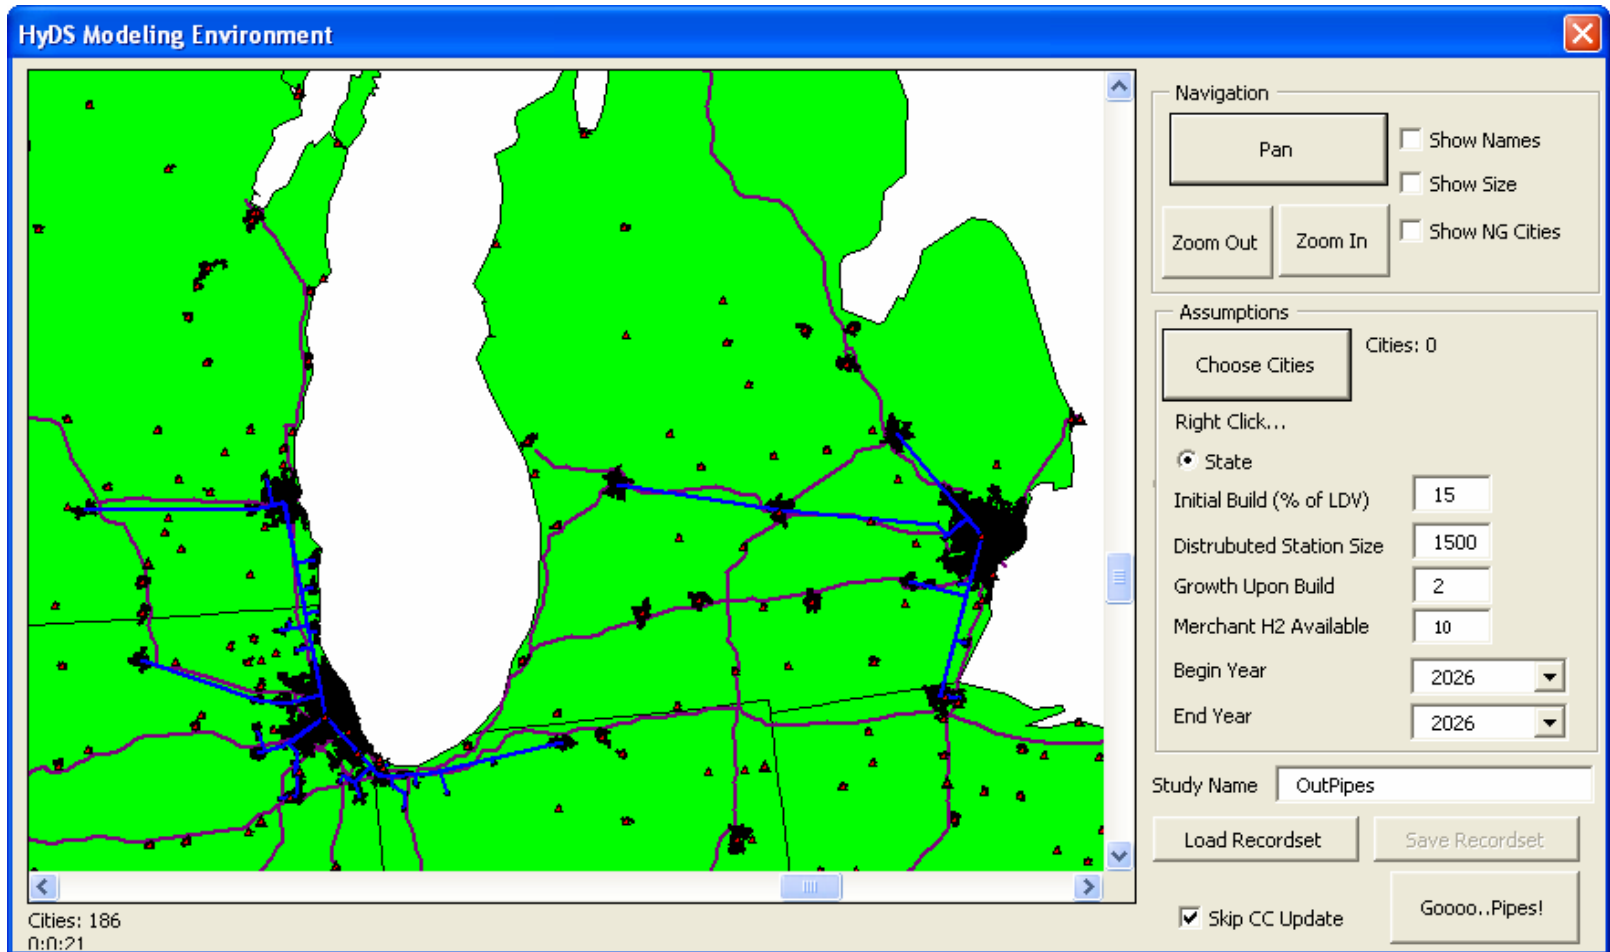 HyDS Modeling Environment
Navigation
Pan
Show Names
Show Size
Zoom Out
Zoom In
Show NG Cities
Assumptions
Choose Cities
Cities: 0
Right Click...
State
Initial Build (% of LDV)
15
Distrubuted Station Size
1500
Growth Upon Build
2
Merchant H2 Available
10
Begin Year
2026
End Year
2026
Study Name
OutPipes
Load Recordset
Save Recordset
Skip CC Update
Goooo..Pipes!
Cities: 186
0:0:21